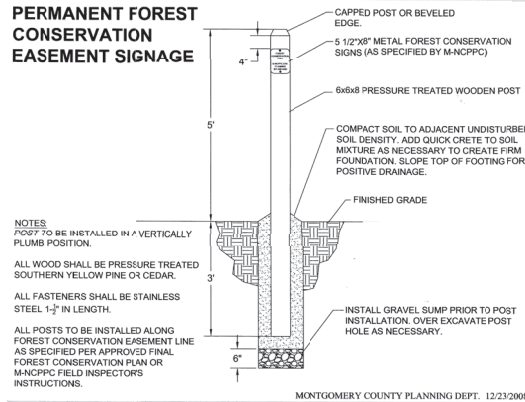 PERMANENT FOREST
CONSERVATION
EASEMENT SIGNAGE
CAPPED POST OR BEVELED
EDGE.
5 1/2"X8" METAL FOREST CONSERVATION
SIGNS (AS SPECIFIED BY M-NCPPC)
4"
6x6x8 PRESSURE TREATED WOODEN POST
5'
COMPACT SOIL TO ADJACENT UNDISTURBE
SOIL DENSITY. ADD QUICK CRETE TO SOIL
MIXTURE AS NECESSARY TO CREATE FIRM
FOUNDATION. SLOPE TOP OF FOOTING FOR
POSITIVE DRAINAGE.
FINISHED GRADE
NOTES:
POST TO BE INSTALLED IN A VERTICALLY
PLUMB POSITION.
ALL WOOD SHALL BE PRESSURE TREATED
SOUTHERN YELLOW PINE OR CEDAR.
3'
ALL FASTENERS SHALL BE STAINLESS
STEEL 1-½" IN LENGTH.
ALL POSTS TO BE INSTALLED ALONG
FOREST CONSERVATION EASEMENT LINE
AS SPECIFIED PER APPROVED FINAL
FOREST CONSERVATION PLAN OR
M-NCPPC FIELD INSPECTOR'S
INSTRUCTIONS.
INSTALL GRAVEL SUMP PRIOR TO POST
INSTALLATION. OVER EXCAVATE POST
HOLE AS NECESSARY.
6"
MONTGOMERY COUNTY PLANNING DEPT. 12/23/2008